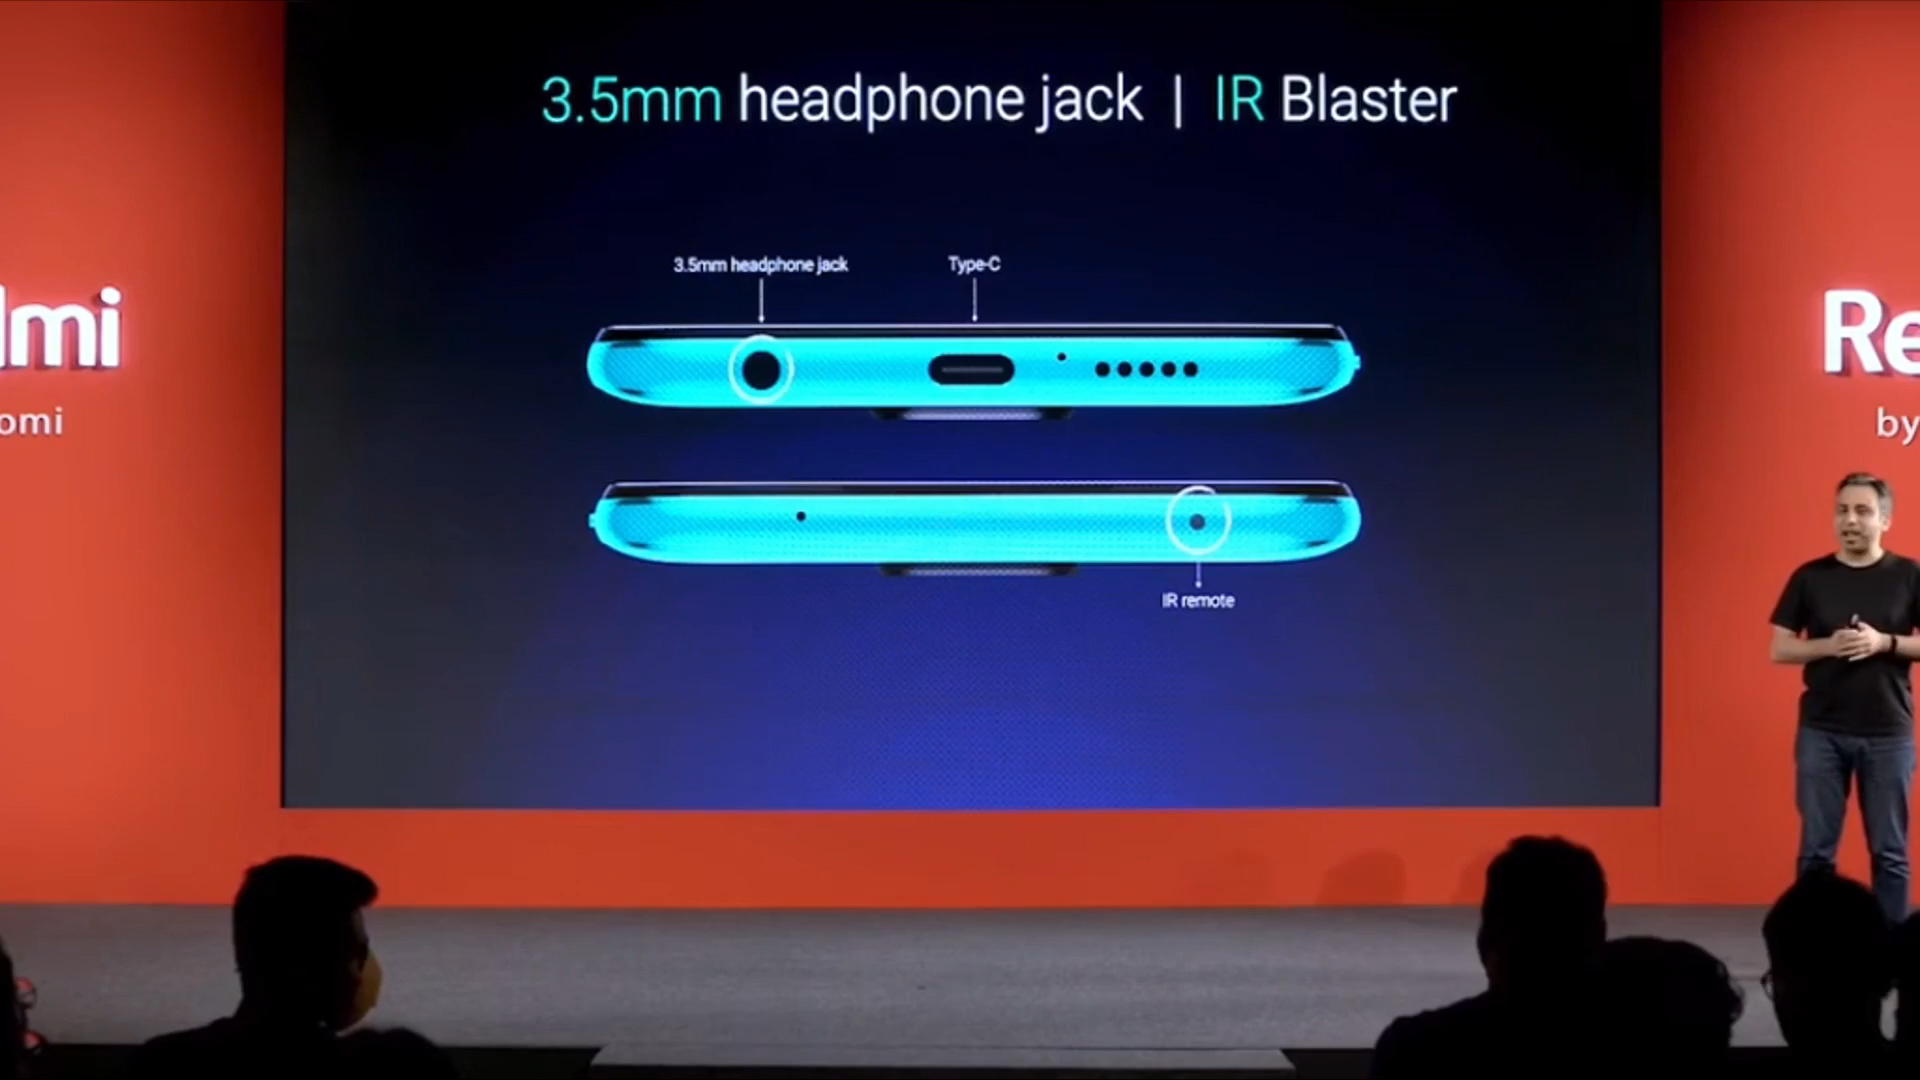 3.5mm headphone jack | IR Blaster
3.5mm headphone jack
Type-C
lmi
omi
Re
by
IR remote